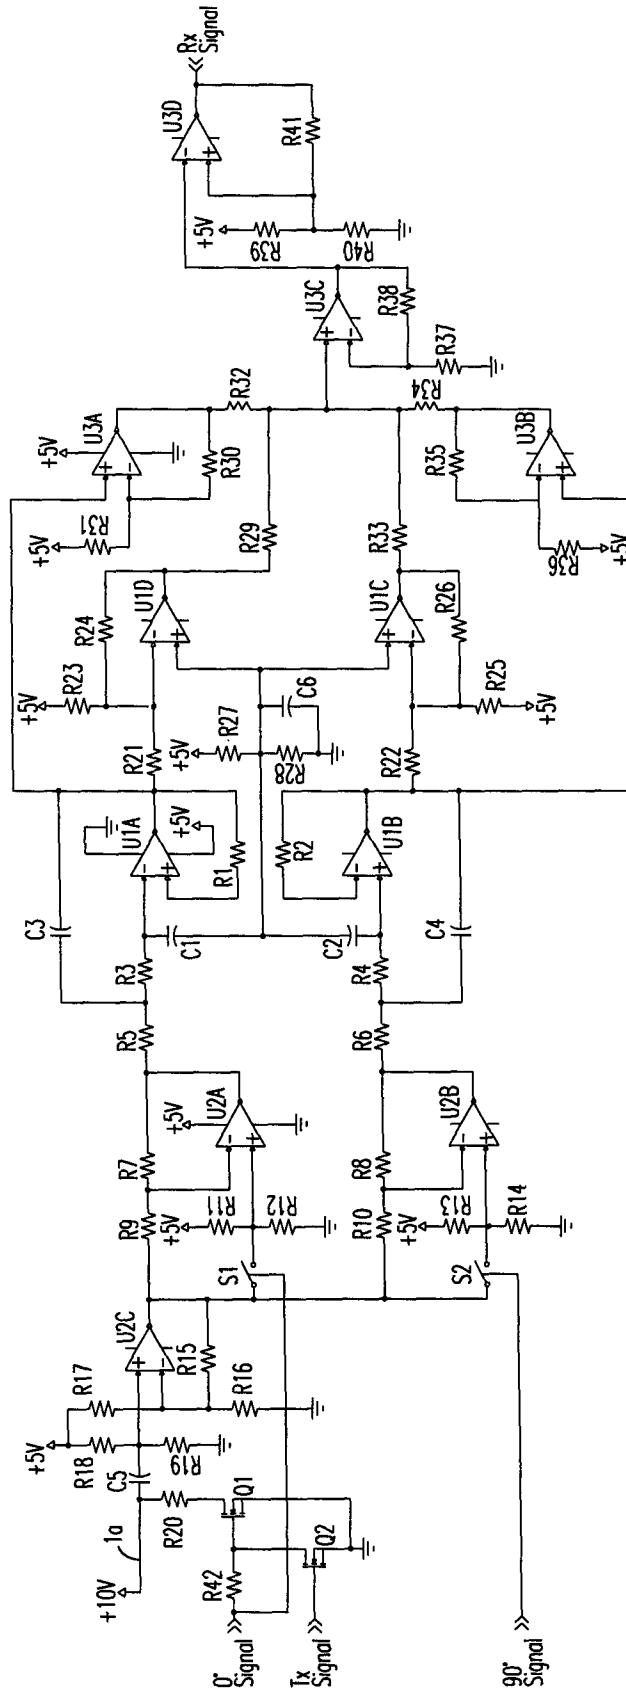 +10V
1a
0° Signal
Tx Signal
90° Signal
R42
Q1
Q2
R20
C5
+5V
R18
R17
R19
R16
R15
U2C
S1
S2
R9
R10
+5V
R11
R12
+5V
R13
R14
R7
R8
+5V
U2A
U2B
R5
R6
R3
R4
C3
C4
C1
C2
U1A
+5V
R1
R2
U1B
R21
R22
+5V
R23
R24
+5V
R27
R28
C6
R25
+5V
R26
U1D
U1C
R29
R33
+5V
R31
+5V
U3A
R30
R32
R34
R35
U3B
R36
+5V
U3C
R38
R37
+5V
R39
R40
U3D
R41
Rx Signal